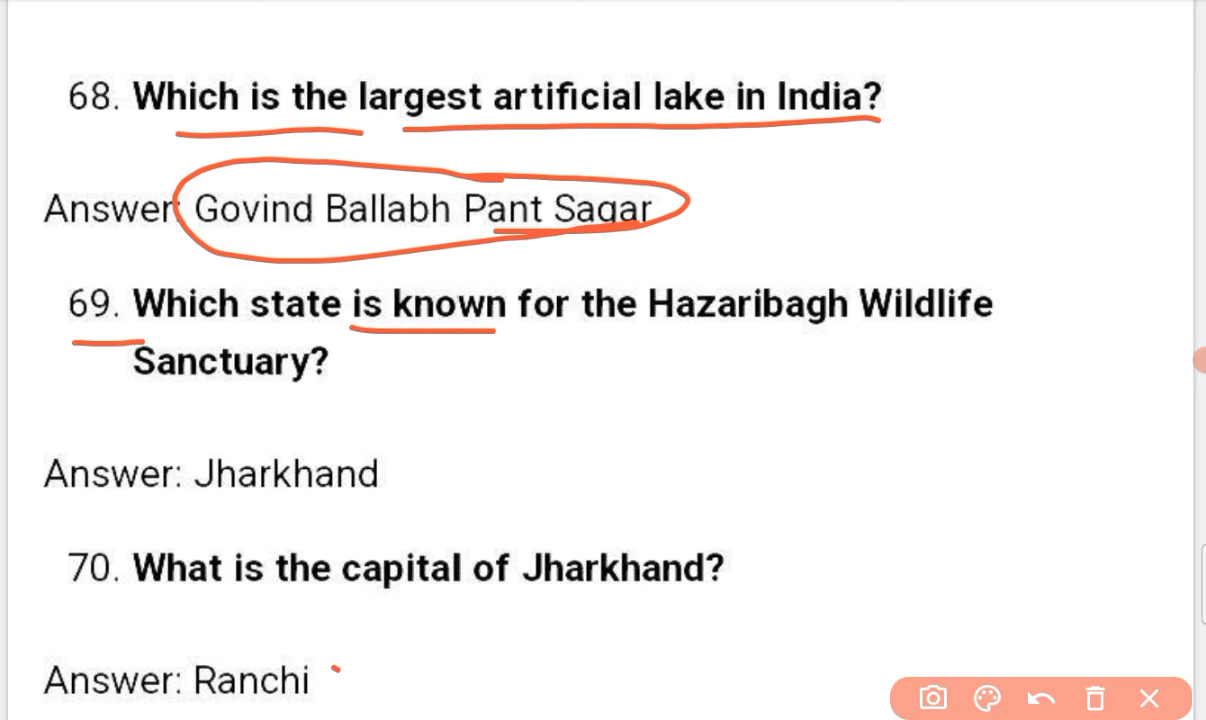 68. Which is the largest artificial lake in India?
Answer: Govind Ballabh Pant Sagar
69. Which state is known for the Hazaribagh Wildlife
Sanctuary?
Answer: Jharkhand
70. What is the capital of Jharkhand?
Answer: Ranchi